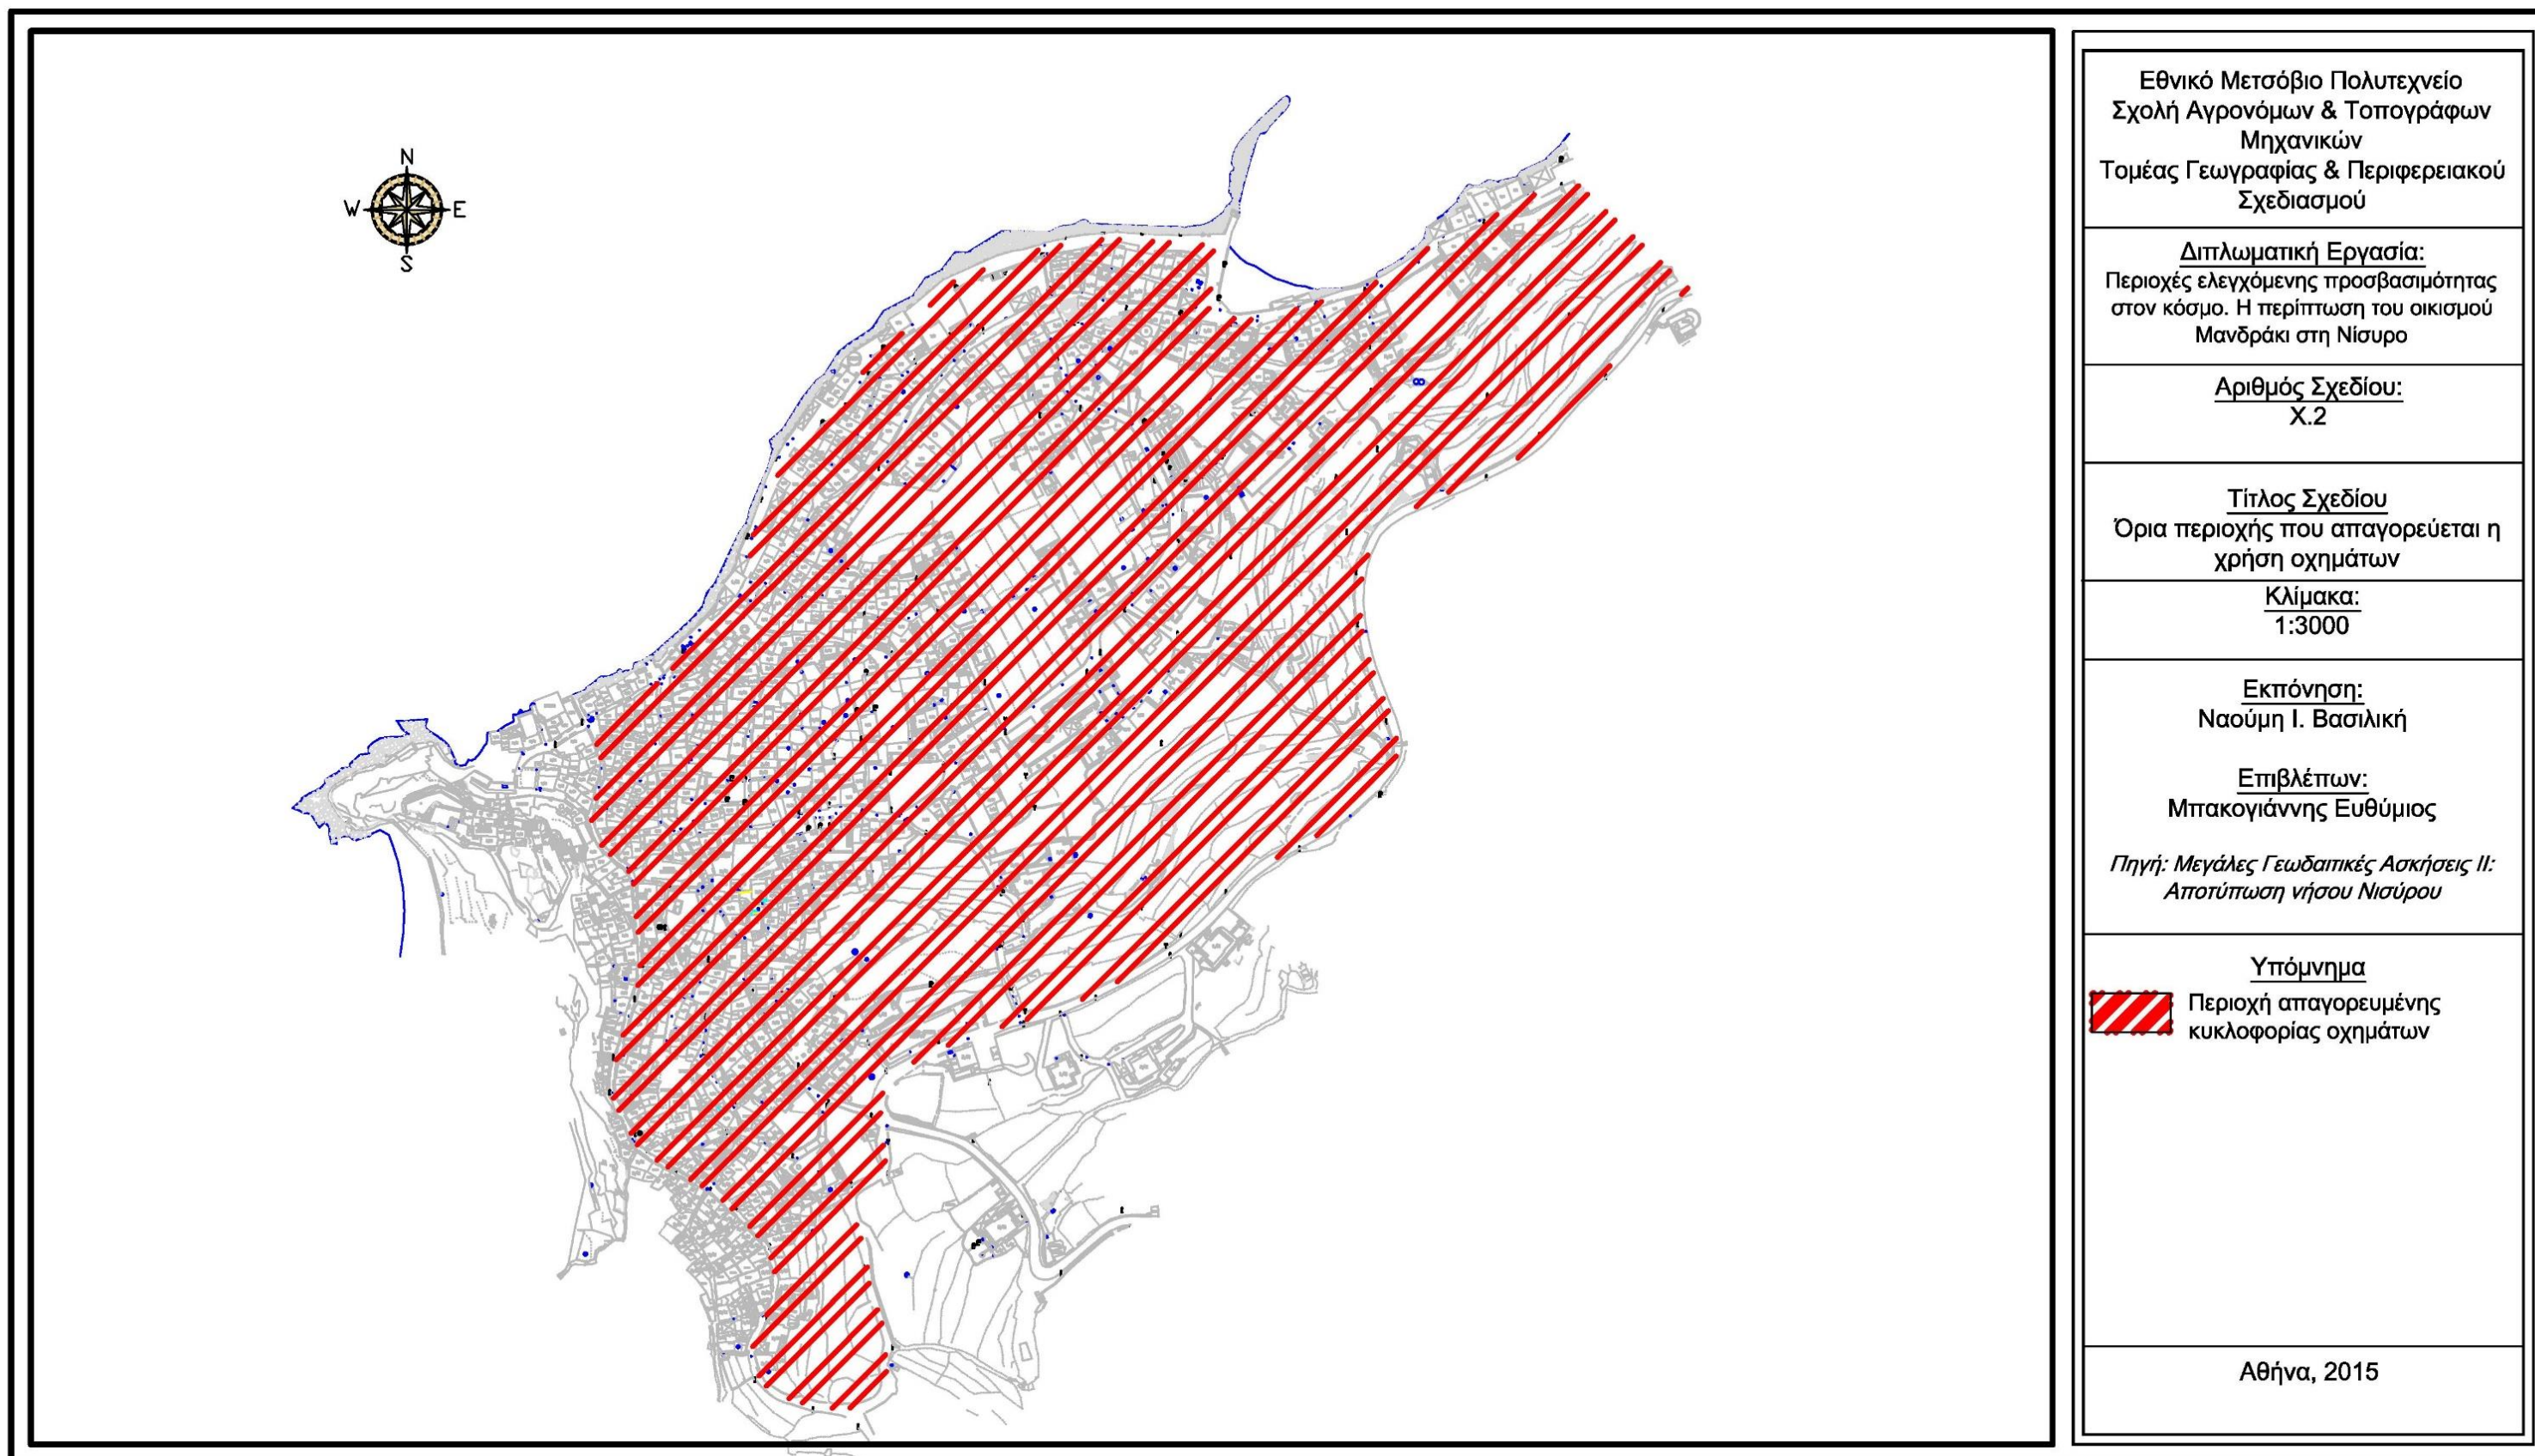 N
W E
S
Εθνικό Μετσόβιο Πολυτεχνείο
Σχολή Αγρονόμων & Τοπογράφων
Μηχανικών
Τομέας Γεωγραφίας & Περιφερειακού
Σχεδιασμού
Διπλωματική Εργασία:
Περιοχές ελεγχόμενης προσβασιμότητας
στον κόσμο. Η περίπτωση του οικισμού
Μανδράκι στη Νίσυρο
Αριθμός Σχεδίου:
Χ.2
Τίτλος Σχεδίου
Όρια περιοχής που απαγορεύεται η
χρήση οχημάτων
Κλίμακα:
1:3000
Εκπόνηση:
Ναούμη Ι. Βασιλική
Επιβλέπων:
Μπακογιάννης Ευθύμιος
Πηγή: Μεγάλες Γεωδαιτικές Ασκήσεις ΙΙ:
Αποτύπωση νήσου Νισύρου
Υπόμνημα
Περιοχή απαγορευμένης
κυκλοφορίας οχημάτων
Αθήνα, 2015